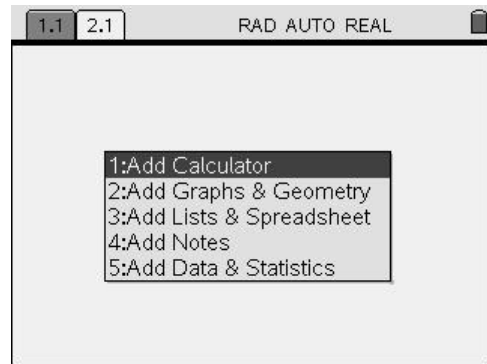 1.1 2.1 RAD AUTO REAL
1:Add Calculator
2:Add Graphs & Geometry
3:Add Lists & Spreadsheet
4:Add Notes
5:Add Data & Statistics